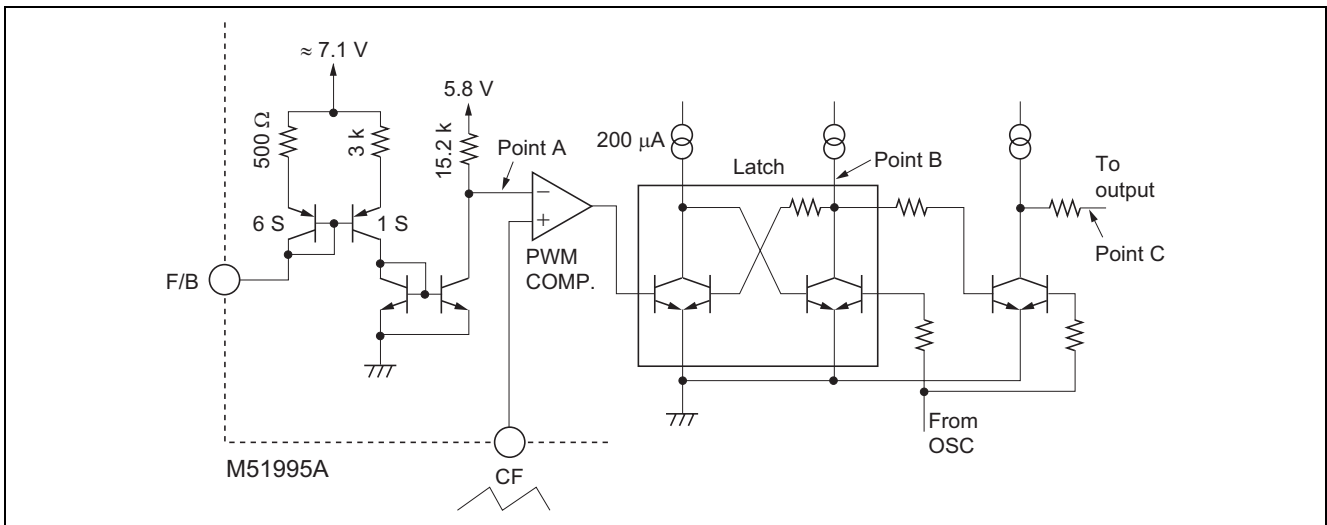 ≈ 7.1 V
5.8 V
500 Ω
3 k
15.2 k
Point A
200 μA
Latch
Point B
To
output
Point C
6 S
1 S
−
+
PWM
COMP.
F/B
From
OSC
M51995A
CF